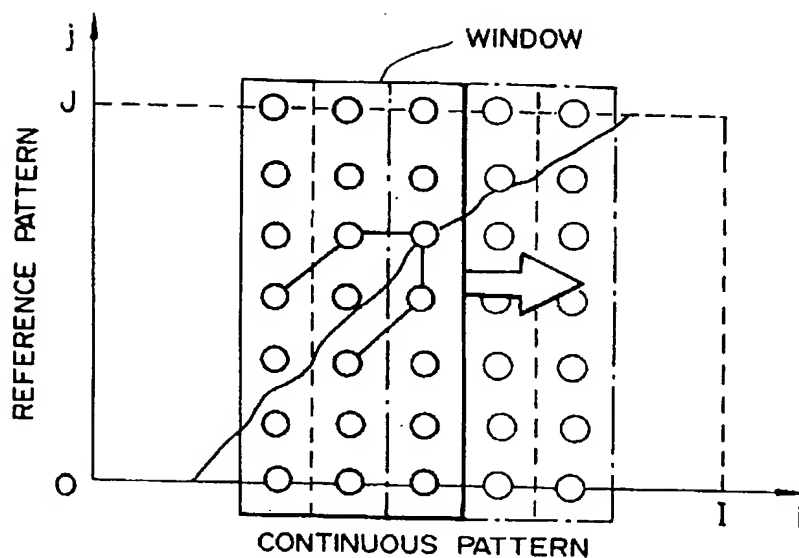 j
WINDOW
J
REFERENCE PATTERN
O
I
i
CONTINUOUS PATTERN